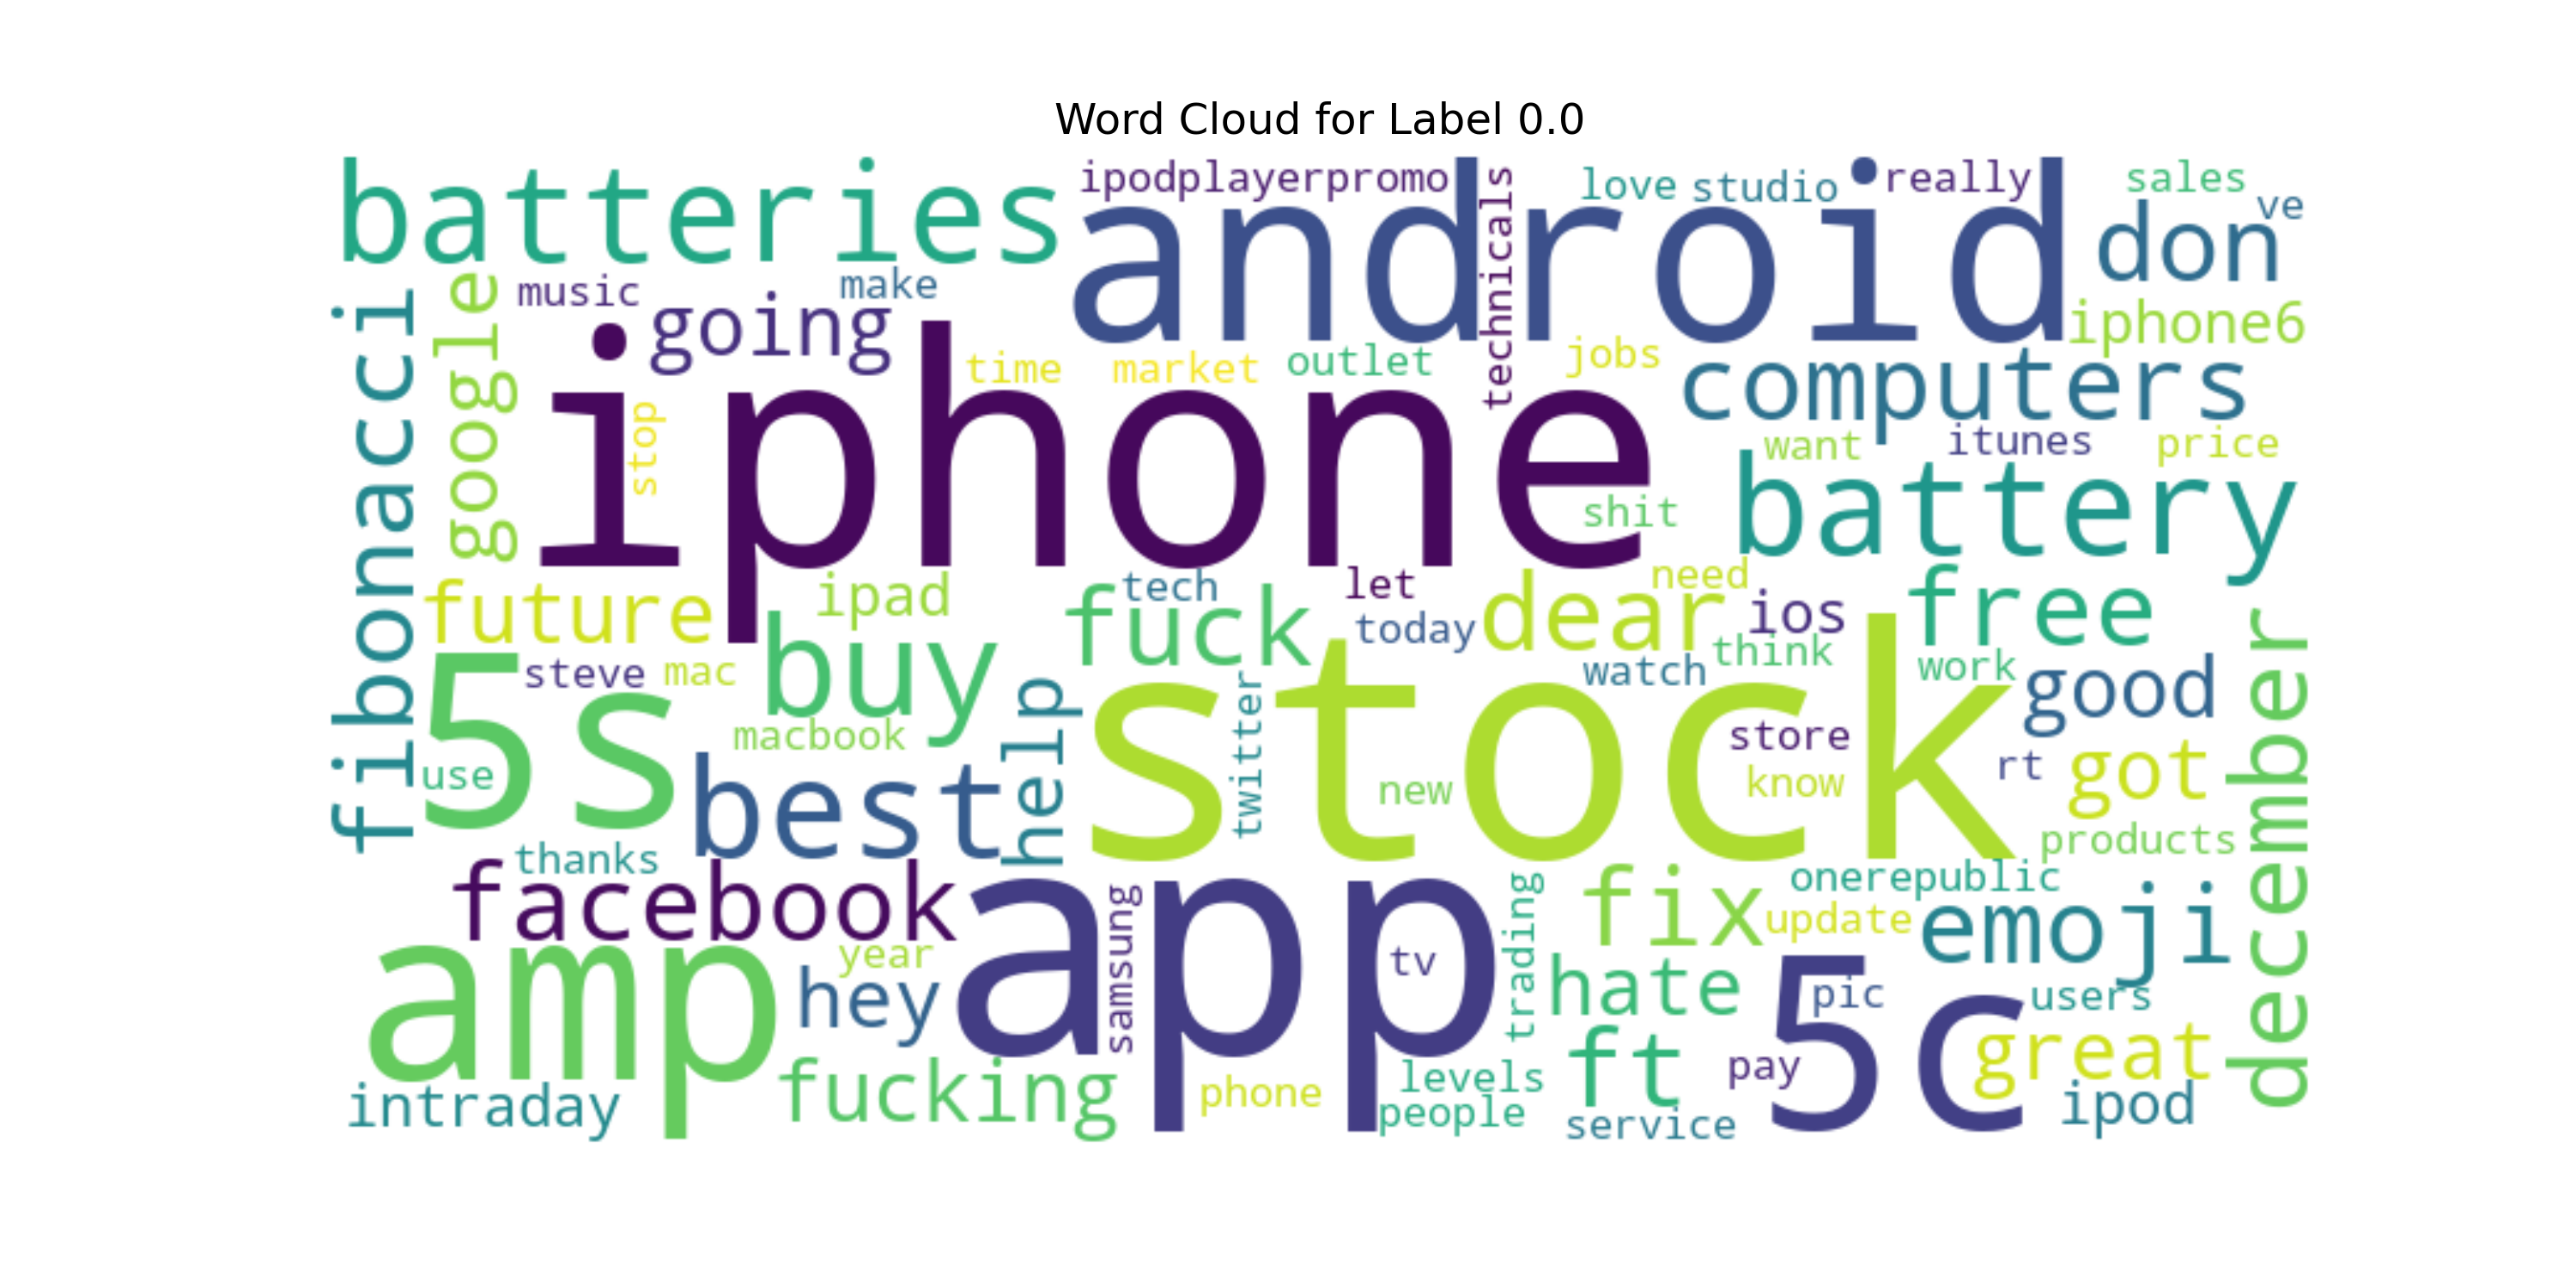 Word Cloud for Label 0.0
batteries
ipodplayerpromo
android
technicals
love
studio
really
sales
ve
don
fibonacci
google
music
make
going
iphone6
iphone
time
market
outlet
jobs
computers
stop
want
itunes
price
shit
battery
future
ipad
tech
fuck
let
today
dear
need
ios
free
steve
mac
buy
watch
think
work
good
december
5s
macbook
help
twitter
stock
store
know
new
rt
got
use
best
products
thanks
facebook
samsung
app
trading
fix
onerepublic
update
emoji
amp
year
hey
tv
hate
5c
pic
users
great
ft
pay
intraday
fucking
phone
levels
people
service
ipod